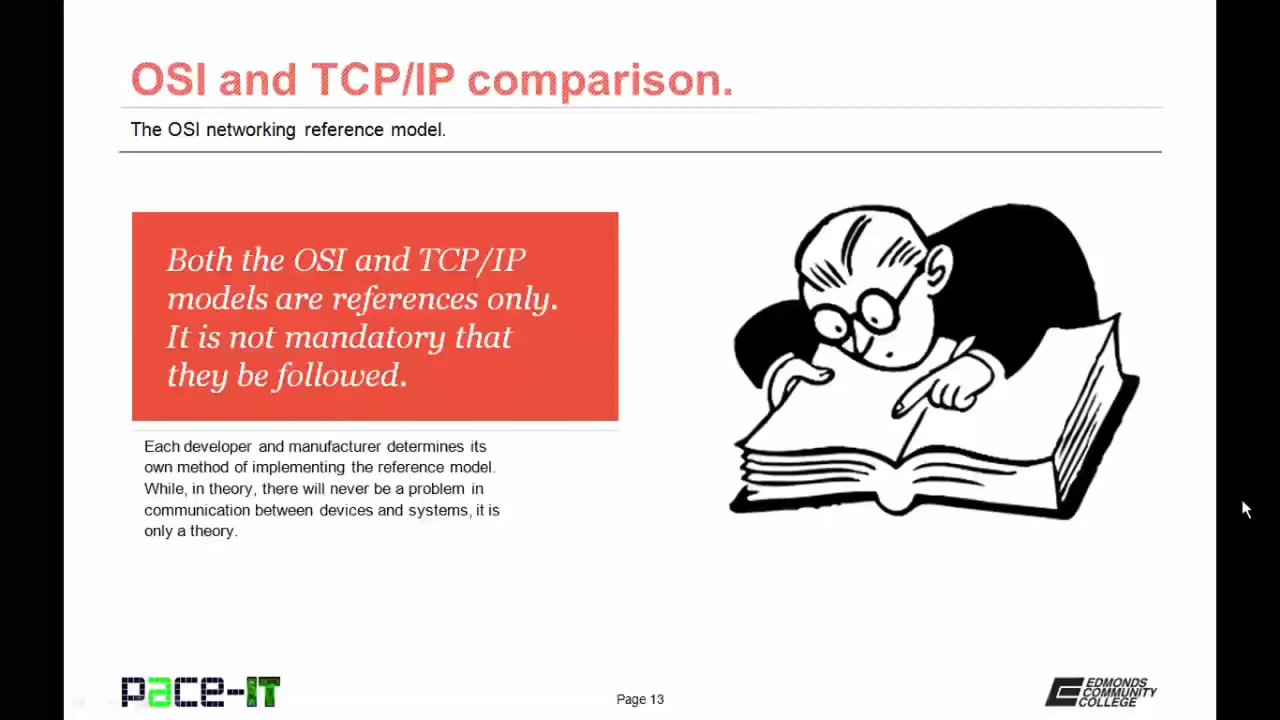 OSI and TCP/IP comparison.
The OSI networking reference model.
Both the OSI and TCP/IP
models are references only.
It is not mandatory that
they be followed.
Each developer and manufacturer determines its
own method of implementing the reference model.
While, in theory, there will never be a problem in
communication between devices and systems, it is
only a theory.
pace-IT
Page 13
EDMONDS
COMMUNITY
COLLEGE